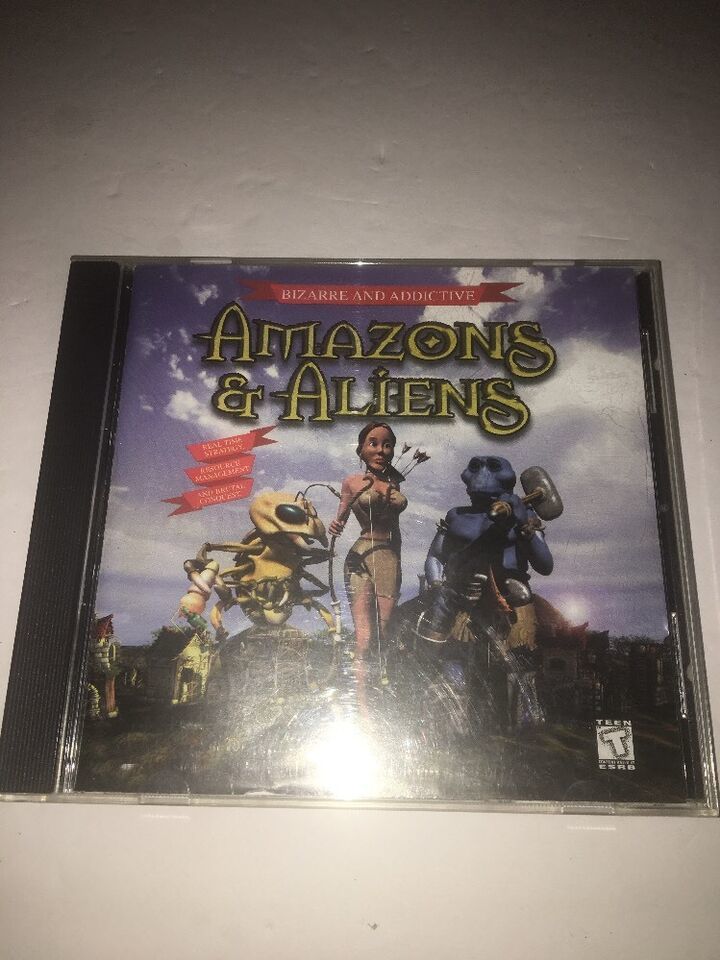 BIZARRE AND ADDICTIVE
AMAZONS
& ALIENS
REAL TIME
STRATEGY,
RESOURCE
MANAGEMENT
AND BRUTAL
CONQUEST.
TEEN
T
ESRB